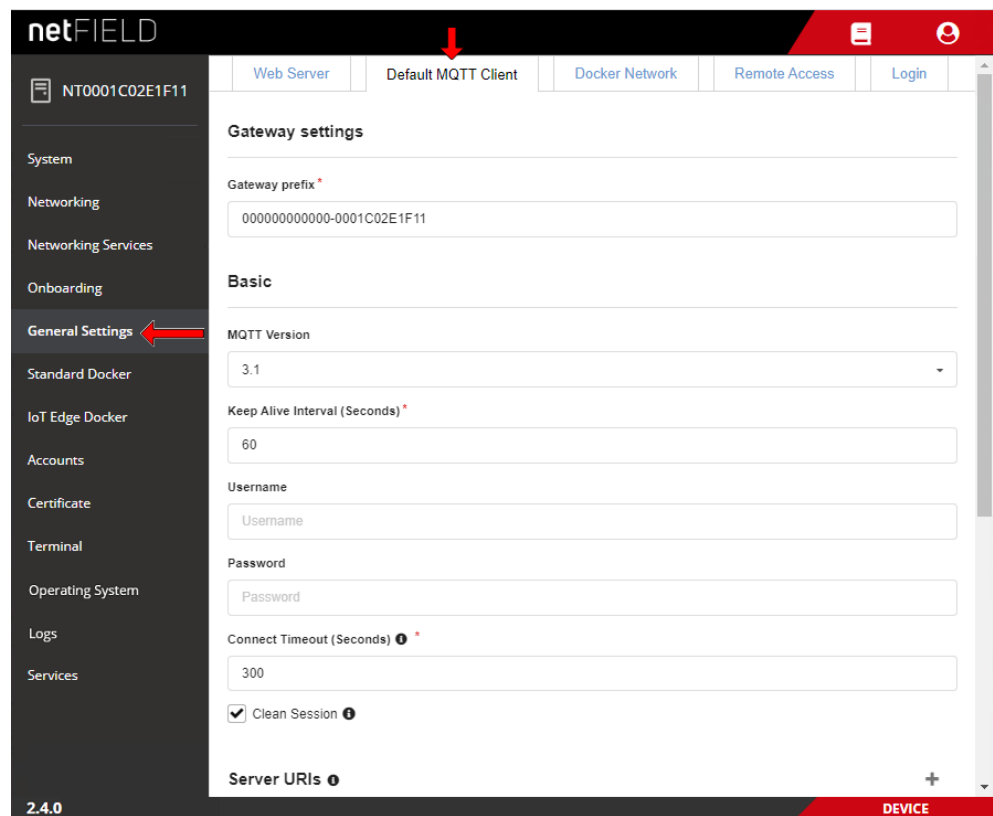 netFIELD
NT0001C02E1F11
System
Networking
Networking Services
Onboarding
General Settings
Standard Docker
IoT Edge Docker
Accounts
Certificate
Terminal
Operating System
Logs
Services
2.4.0
Web Server
Default MQTT Client
Docker Network
Remote Access
Login
Gateway settings
Gateway prefix *
000000000000-0001C02E1F11
Basic
MQTT Version
3.1
Keep Alive Interval (Seconds) *
60
Username
Username
Password
Password
Connect Timeout (Seconds) *
300
Clean Session
Server URIs
DEVICE